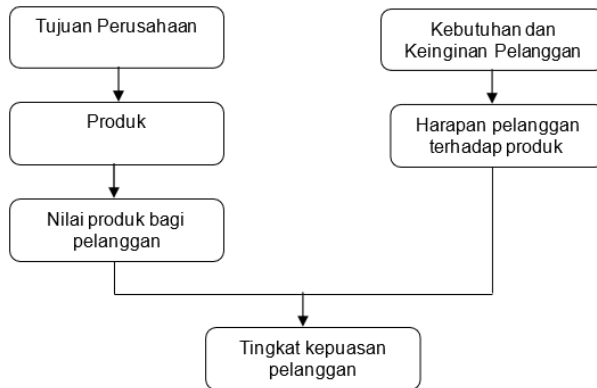 Tujuan Perusahaan
Kebutuhan dan
Keinginan Pelanggan
Produk
Harapan pelanggan
terhadap produk
Nilai produk bagi
pelanggan
Tingkat kepuasan
pelanggan